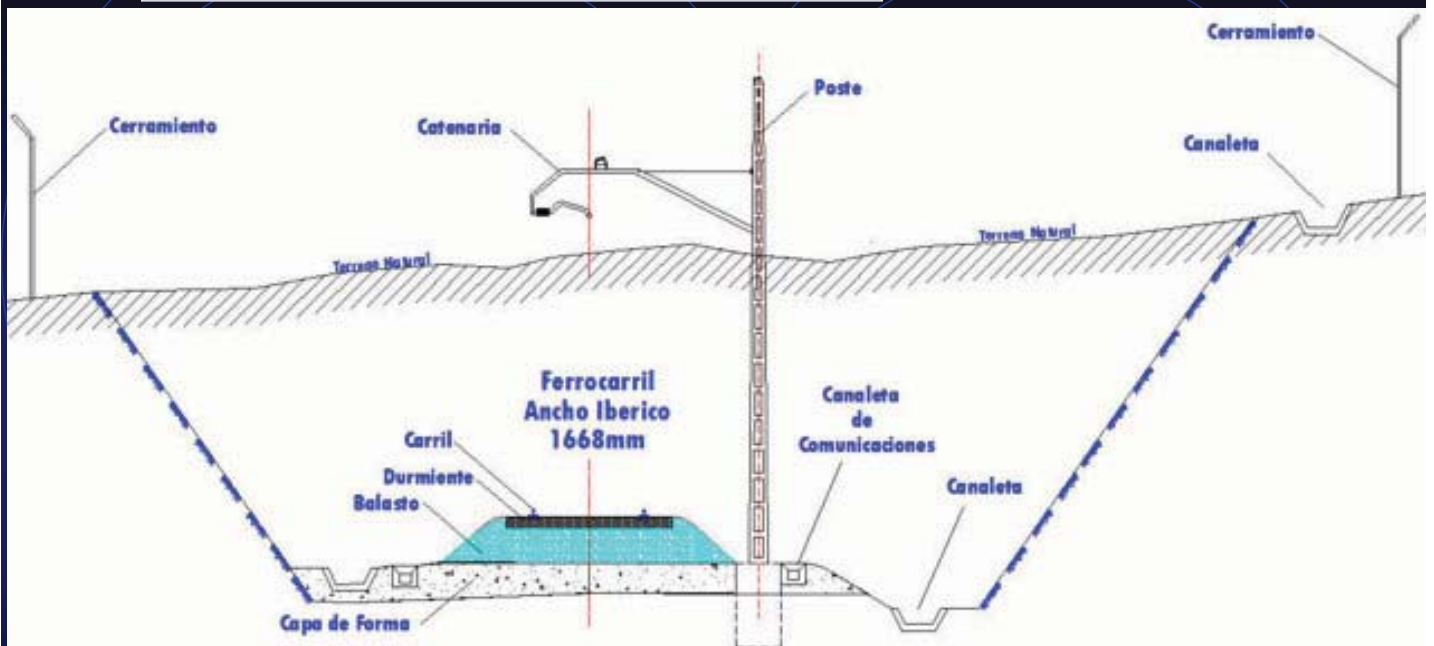 Cerramiento
Poste
Cerramiento
Catenaria
Canaleta
Terreno Natural
Terreno Natural
Ferrocarril
Ancho Iberico
1668mm
Canaleta
de
Comunicaciones
Carril
Durmiente
Balasto
Canaleta
Capa de Forma